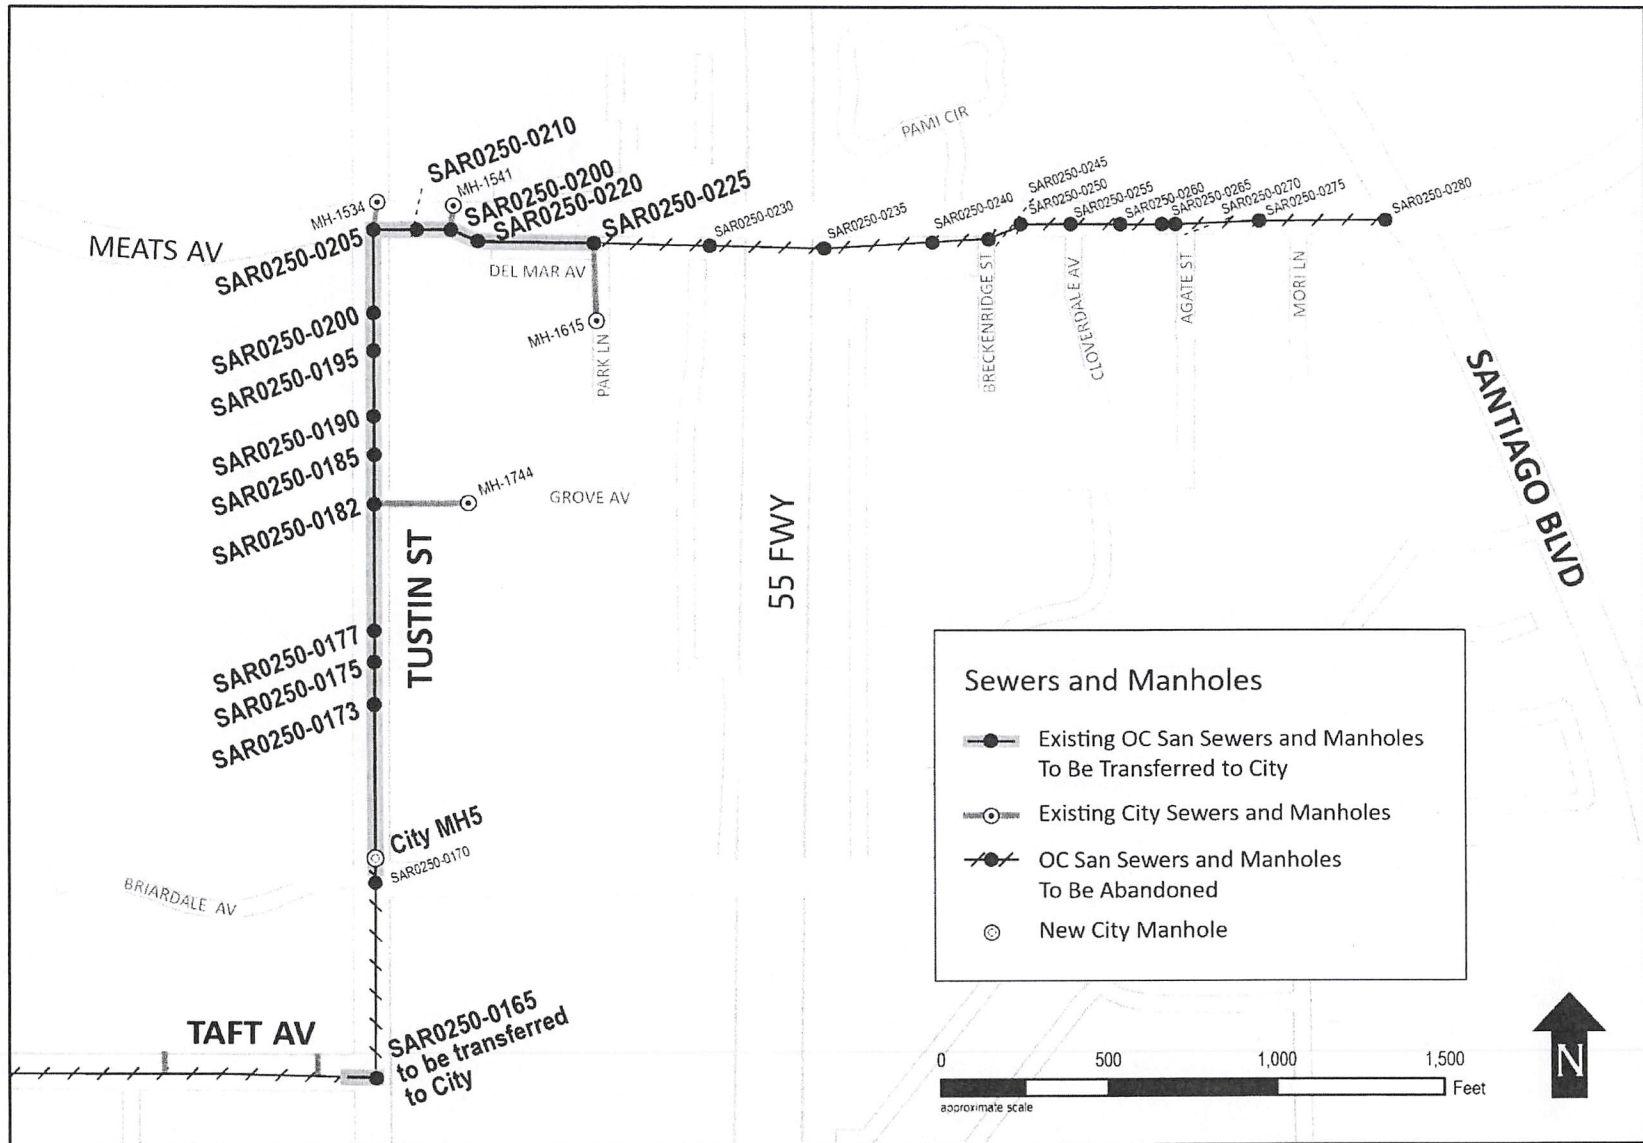 PAMI CIR
SAR0250-0210
MH-1541
SAR0250-0200
SAR0250-0220
SAR0250-0225
MH-1534
MEATS AV
SAR0250-0205
SAR0250-0230
SAR0250-0235
SAR0250-0240
SAR0250-0245
SAR0250-0250
SAR0250-0255
SAR0250-0260
SAR0250-0265
SAR0250-0270
SAR0250-0275
SAR0250-0280
DEL MAR AV
MH-1615
PARK LN
BRECKENRIDGE ST
CLOVERDALE AV
AGATE ST
MORI LN
SANTIAGO BLVD
SAR0250-0200
SAR0250-0195
SAR0250-0190
SAR0250-0185
SAR0250-0182
MH-1744
GROVE AV
55 FWY
TUSTIN ST
SAR0250-0177
SAR0250-0175
SAR0250-0173
City MH5
SAR0250-0170
BRIARDALE AV
TAFT AV
SAR0250-0165
to be transferred
to City
Sewers and Manholes
Existing OC San Sewers and Manholes
To Be Transferred to City
Existing City Sewers and Manholes
OC San Sewers and Manholes
To Be Abandoned
New City Manhole
0 500 1,000 1,500
Feet
approximate scale
N